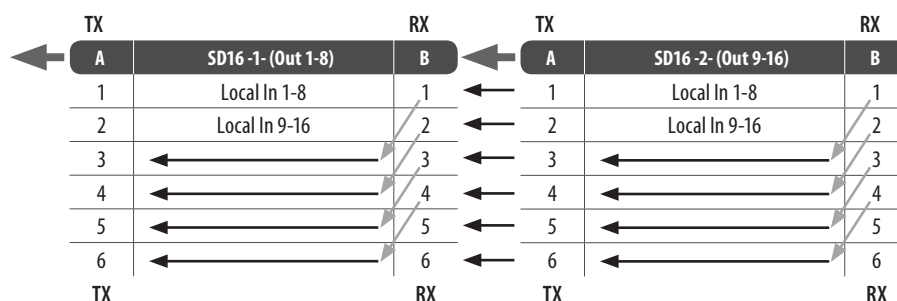 TX RX TX RX
A SD16 -1- (Out 1-8) B A SD16 -2- (Out 9-16) B
1 Local In 1-8 1 1 Local In 1-8 1
2 Local In 9-16 2 2 Local In 9-16 2
3 3 3 3
4 4 4 4
5 5 5 5
6 6 6 6
TX RX TX RX